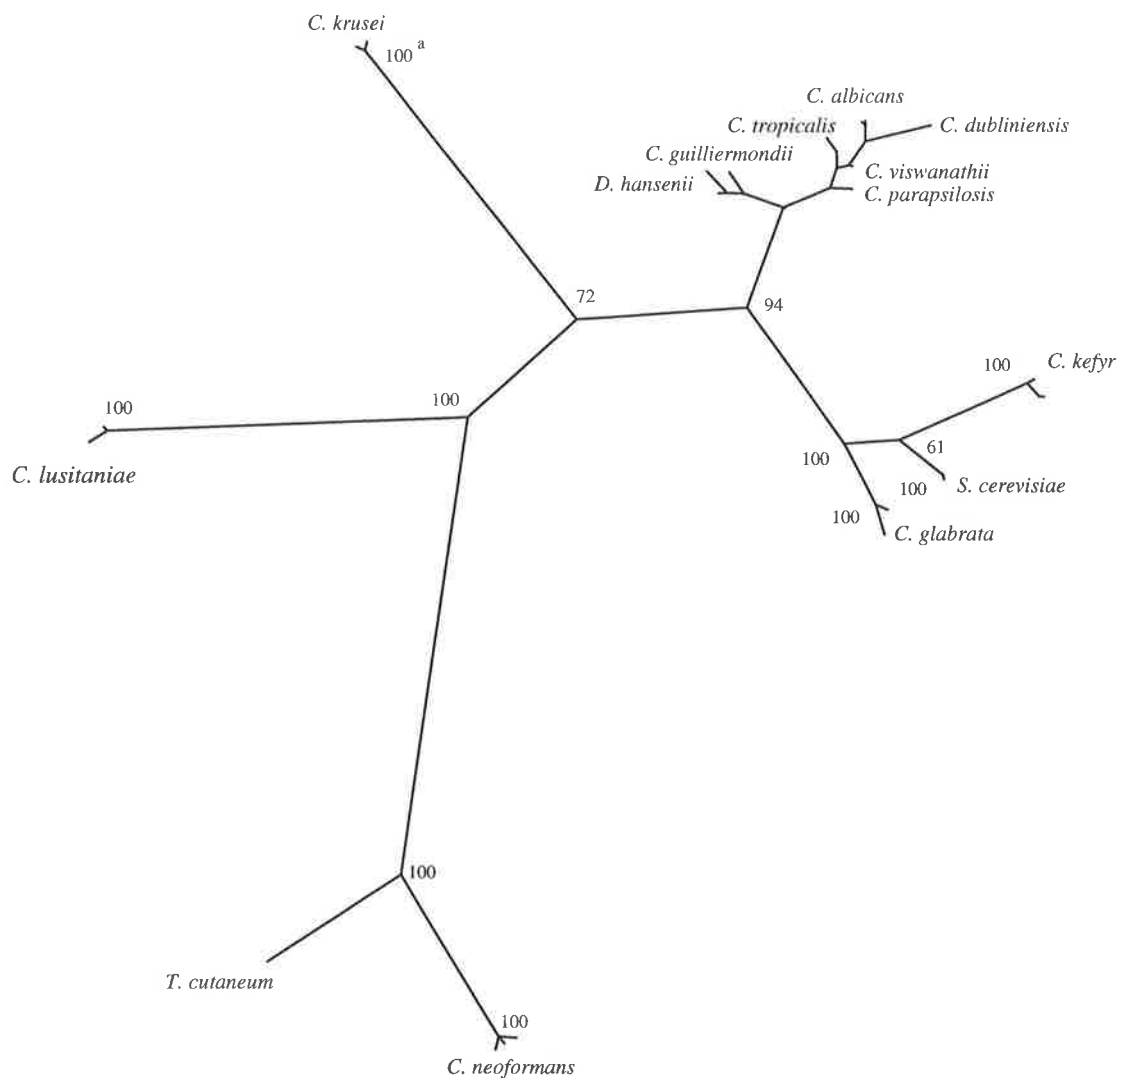 C. krusei
100 a
C. albicans
C. tropicalis
C. dubliniensis
C. guilliermondii
C. viswanathii
D. hansenii
C. parapsilosis
72
94
100
C. kefyr
100
100
61
100
C. lusitaniae
100
S. cerevisiae
100
C. glabrata
100
T. cutaneum
100
C. neoformans